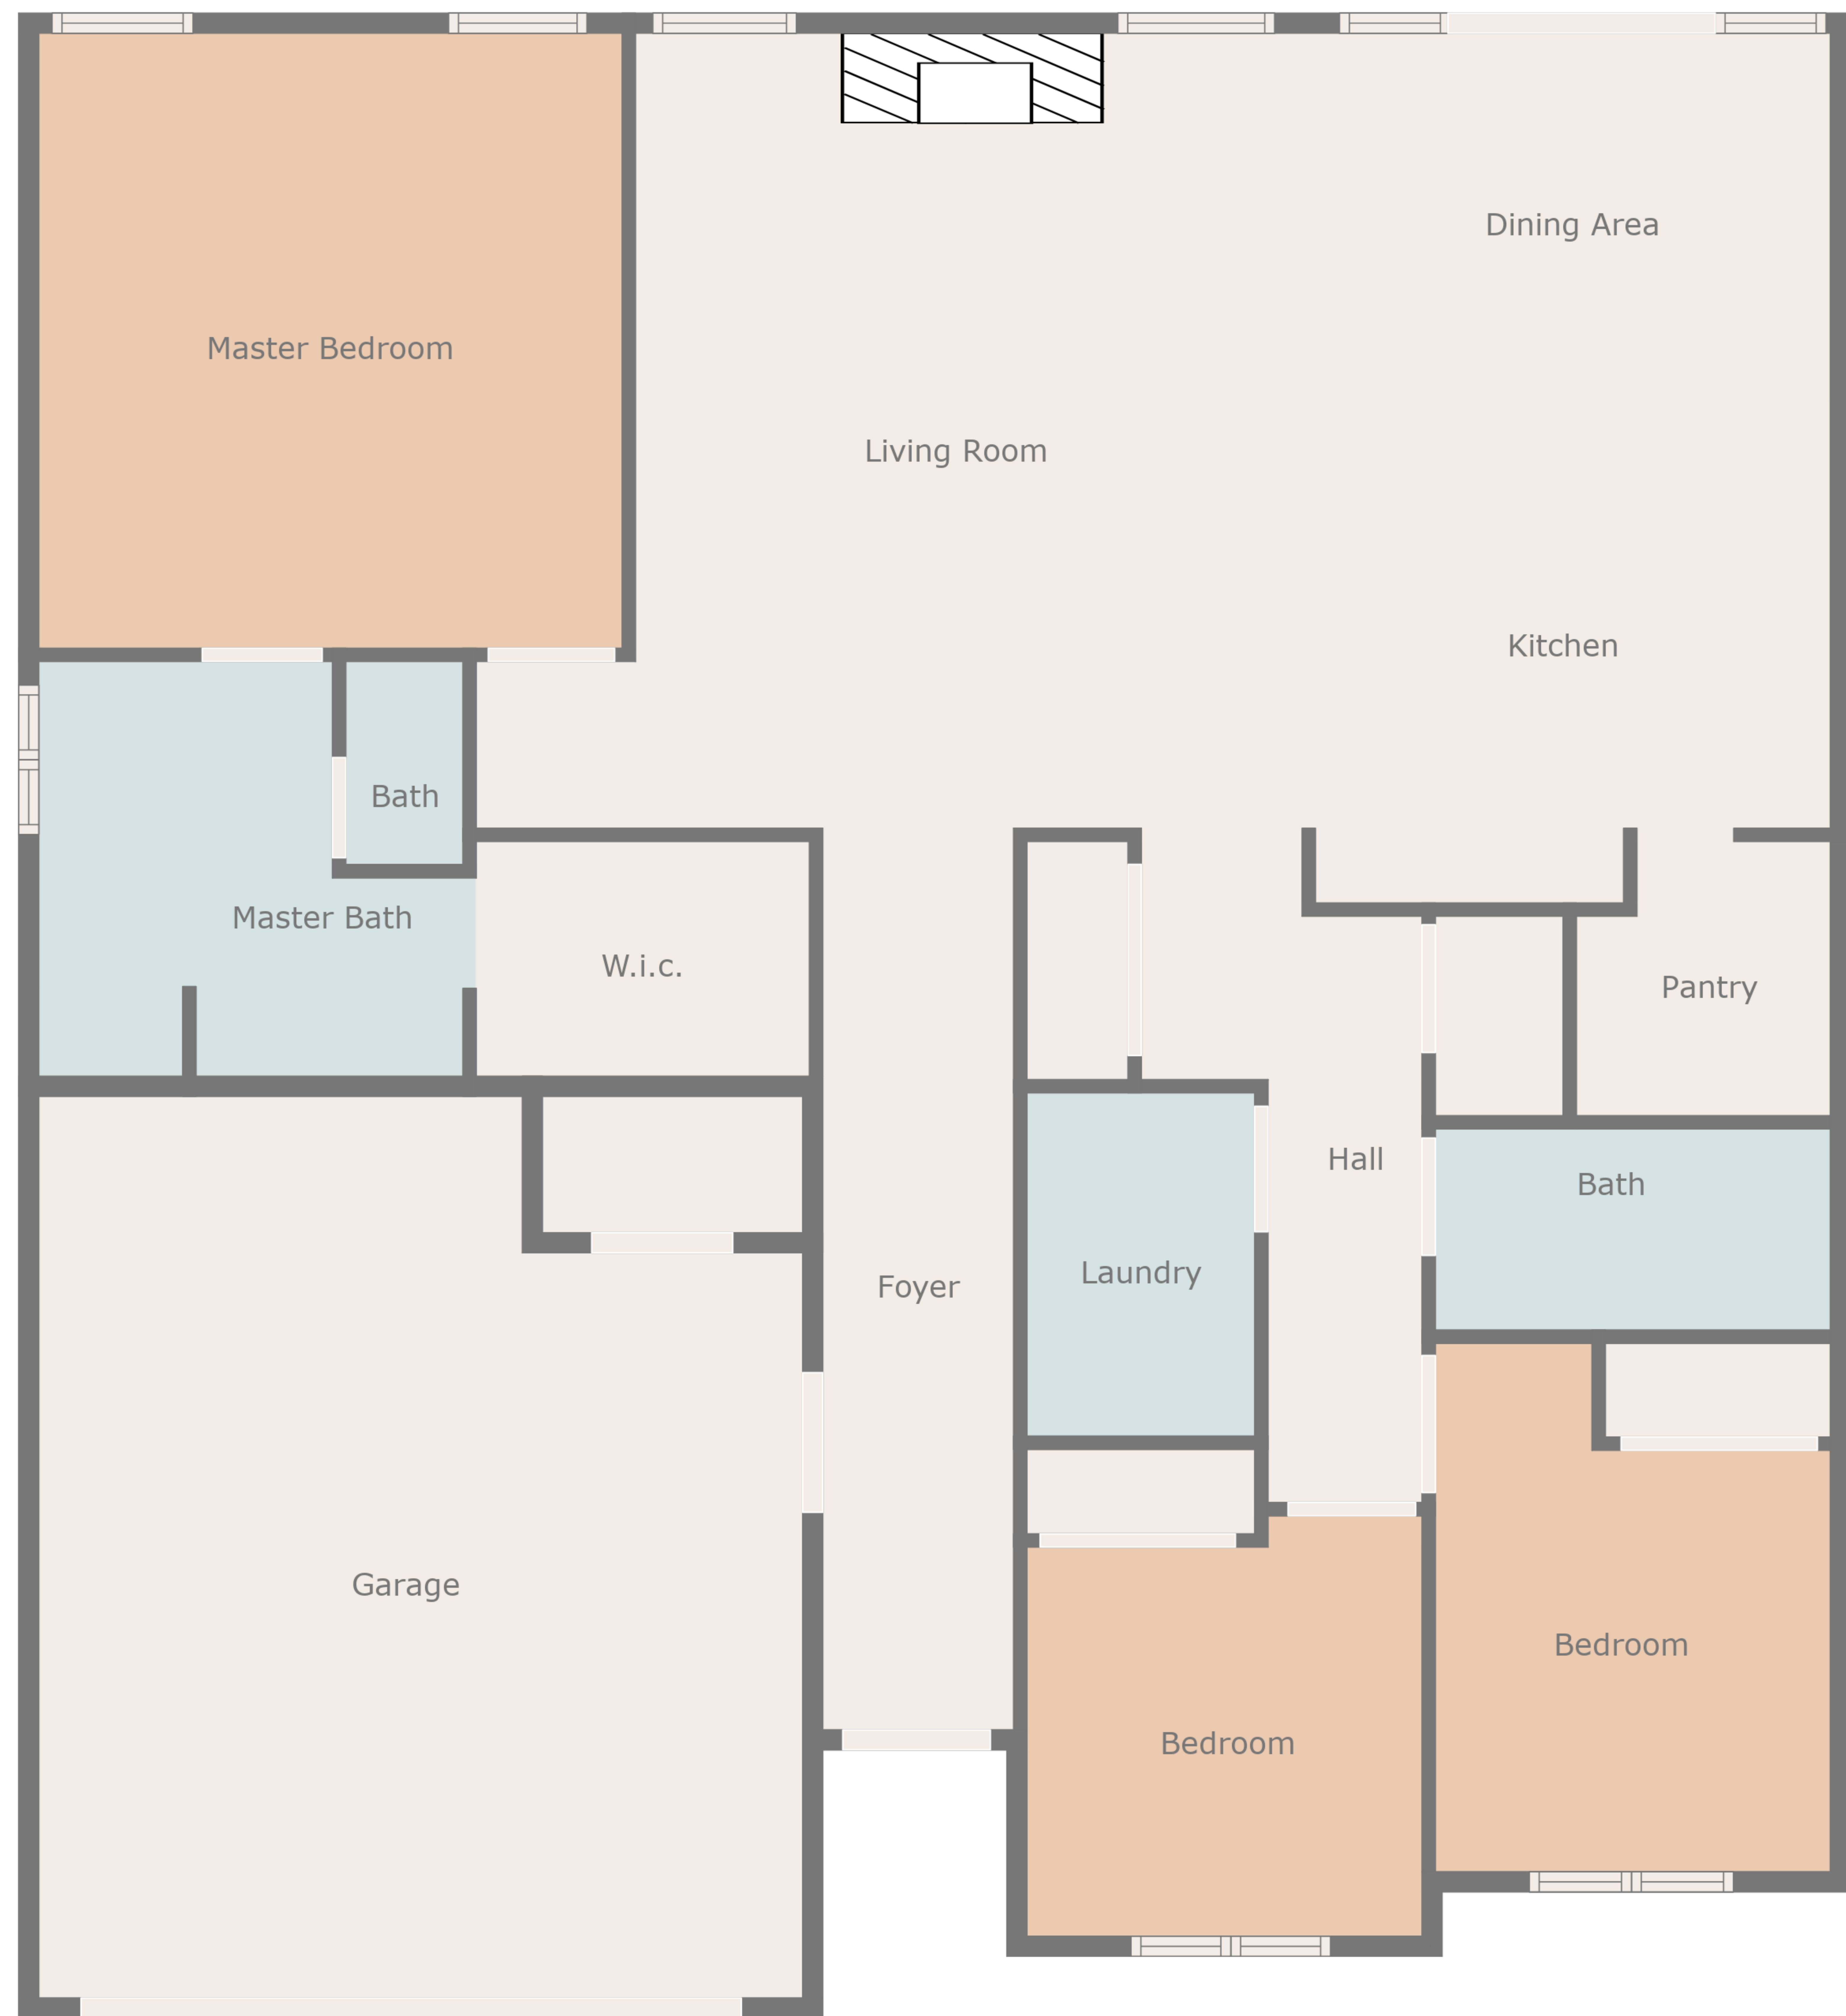 Dining Area
Master Bedroom
Living Room
Kitchen
Bath
Master Bath
W.i.c.
Pantry
Hall
Bath
Laundry
Foyer
Garage
Bedroom
Bedroom